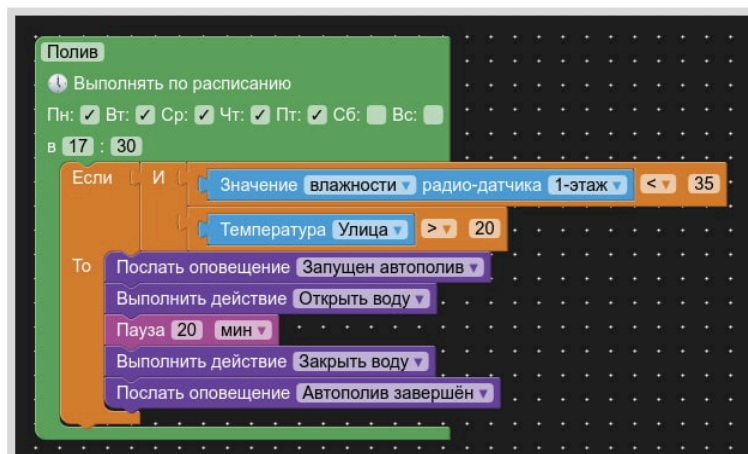 Полив
Выполнять по расписанию
Пн: Вт: Ср: Чт: Пт: Сб: Вс:
в 17 : 30
Если И Значение влажности радио-датчика 1-этаж < 35
Температура Улица > 20
То Послать оповещение Запущен автополив
Выполнить действие Открыть воду
Пауза 20 мин
Выполнить действие Закрыть воду
Послать оповещение Автополив завершён